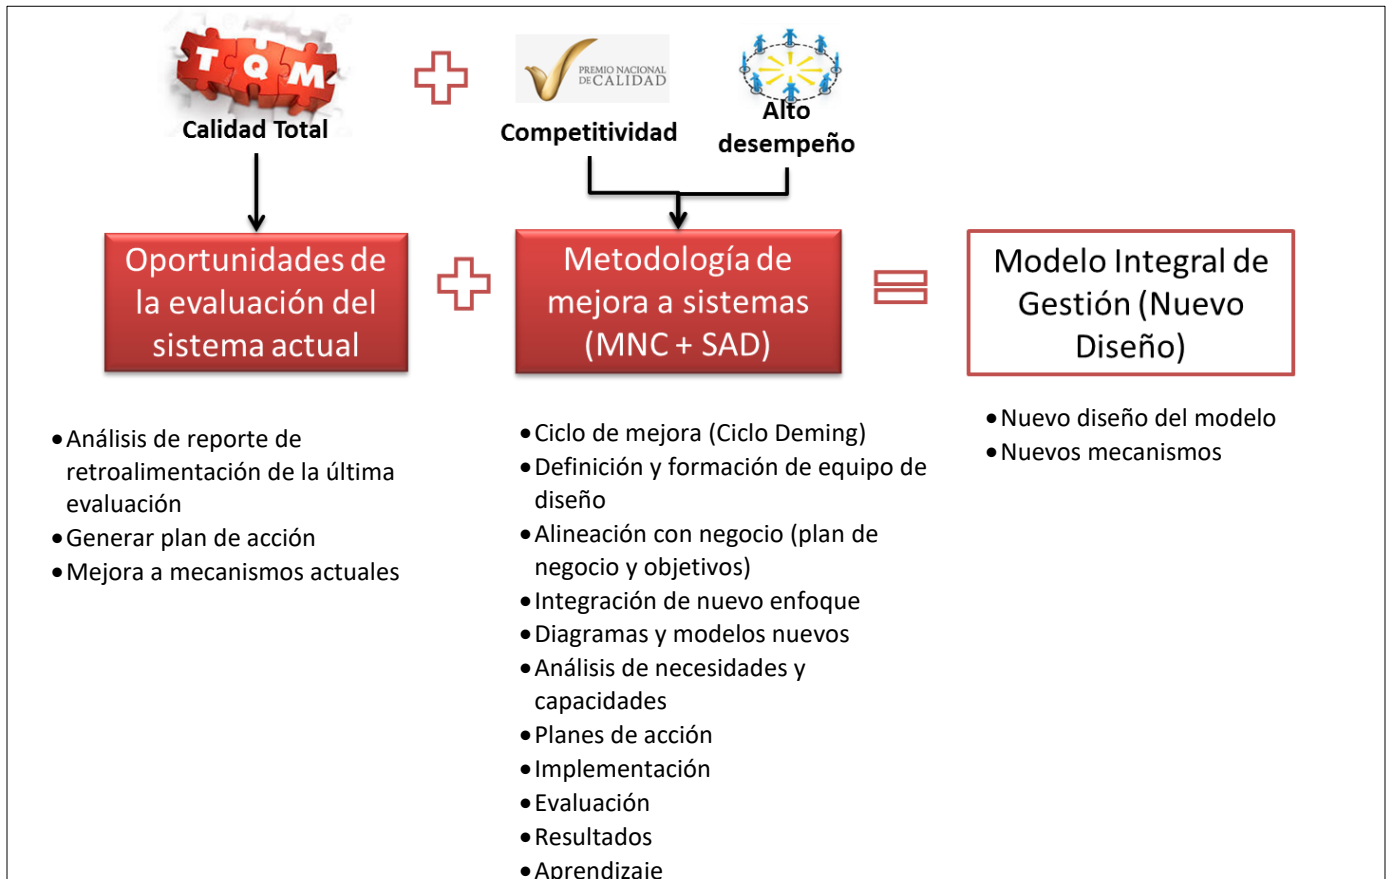 TQM
Calidad Total
PREMIO NACIONAL
DE CALIDAD
Competitividad
Alto
desempeño
Oportunidades de
la evaluación del
sistema actual
Metodología de
mejora a sistemas
(MNC + SAD)
Modelo Integral de
Gestión (Nuevo
Diseño)
•Análisis de reporte de
retroalimentación de la última
evaluación
•Generar plan de acción
•Mejora a mecanismos actuales
•Ciclo de mejora (Ciclo Deming)
•Definición y formación de equipo de
diseño
•Alineación con negocio (plan de
negocio y objetivos)
•Integración de nuevo enfoque
•Diagramas y modelos nuevos
•Análisis de necesidades y
capacidades
•Planes de acción
•Implementación
•Evaluación
•Resultados
•Aprendizaje
•Nuevo diseño del modelo
•Nuevos mecanismos